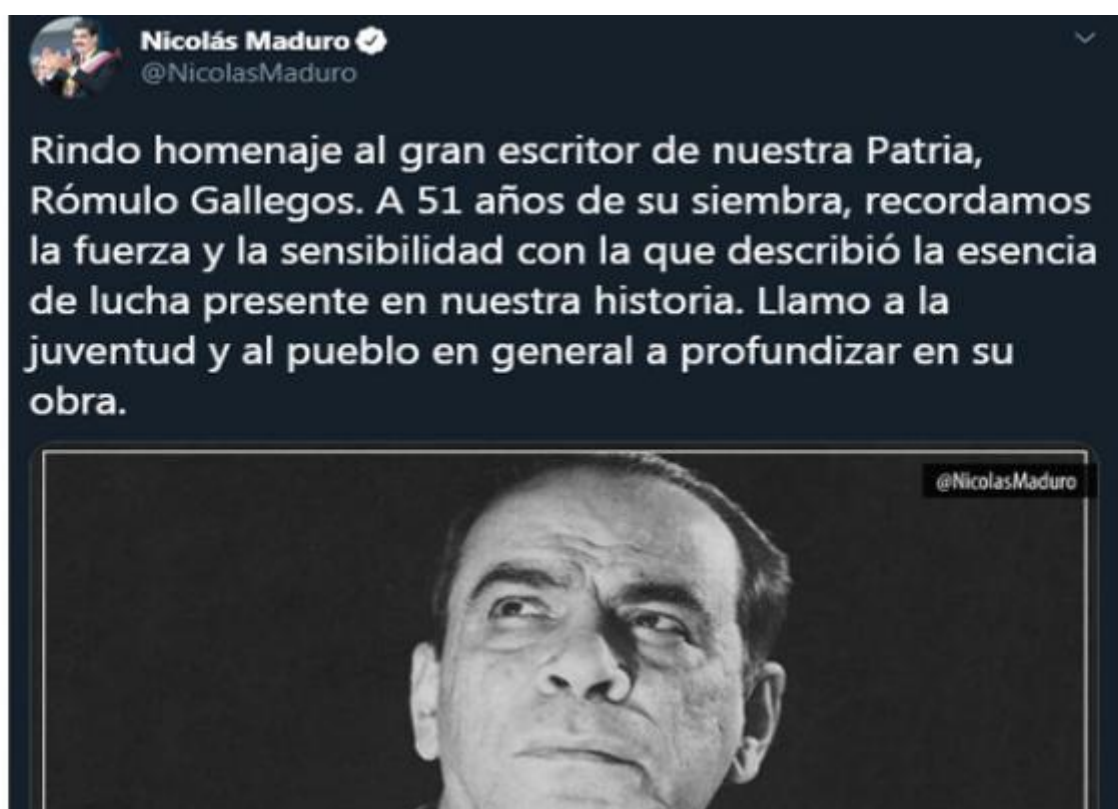 Nicolás Maduro
@NicolasMaduro
Rindo homenaje al gran escritor de nuestra Patria,
Rómulo Gallegos. A 51 años de su siembra, recordamos
la fuerza y la sensibilidad con la que describió la esencia
de lucha presente en nuestra historia. Llamo a la
juventud y al pueblo en general a profundizar en su
obra.
@NicolasMaduro